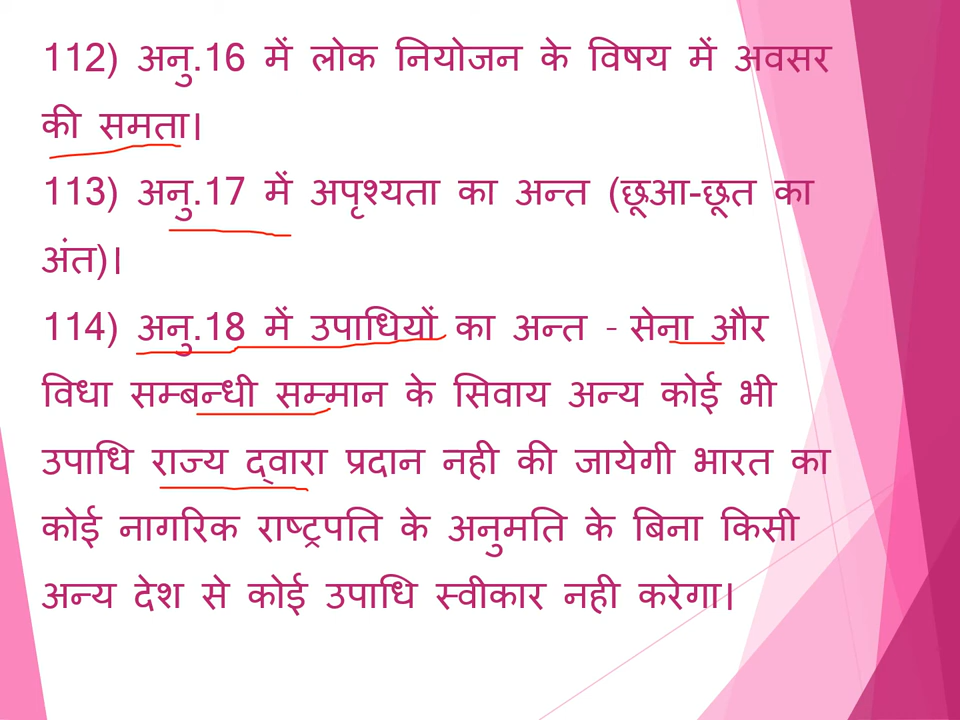 112) अनु.16 में लोक नियोजन के विषय में अवसर
की समता।
113) अनु.17 में अपृश्यता का अन्त (छूआ-छूत का
अंत)।
114) अनु.18 में उपाधियों का अन्त - सेना और
विधा सम्बन्धी सम्मान के सिवाय अन्य कोई भी
उपाधि राज्य द्वारा प्रदान नही की जायेगी भारत का
कोई नागरिक राष्ट्रपति के अनुमति के बिना किसी
अन्य देश से कोई उपाधि स्वीकार नही करेगा।